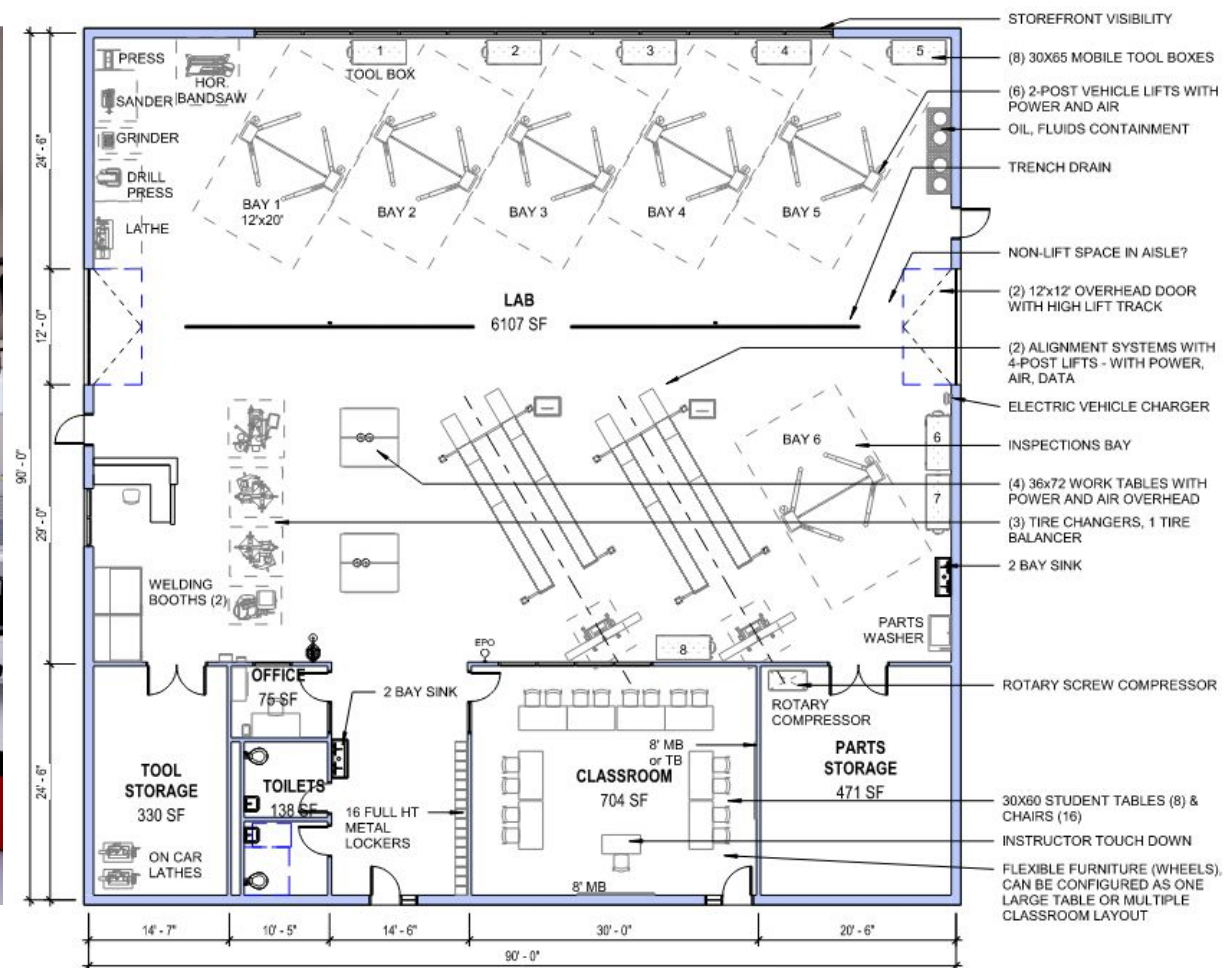 STOREFRONT VISIBILITY
(8) 30X65 MOBILE TOOL BOXES
(6) 2-POST VEHICLE LIFTS WITH
POWER AND AIR
OIL, FLUIDS CONTAINMENT
TRENCH DRAIN
NON-LIFT SPACE IN AISLE?
(2) 12'x12' OVERHEAD DOOR
WITH HIGH LIFT TRACK
(2) ALIGNMENT SYSTEMS WITH
4-POST LIFTS - WITH POWER,
AIR, DATA
ELECTRIC VEHICLE CHARGER
INSPECTIONS BAY
(4) 36x72 WORK TABLES WITH
POWER AND AIR OVERHEAD
(3) TIRE CHANGERS, 1 TIRE
BALANCER
2 BAY SINK
ROTARY SCREW COMPRESSOR
30X60 STUDENT TABLES (8) &
CHAIRS (16)
INSTRUCTOR TOUCH DOWN
FLEXIBLE FURNITURE (WHEELS),
CAN BE CONFIGURED AS ONE
LARGE TABLE OR MULTIPLE
CLASSROOM LAYOUT
PRESS
HOR.
BANDSAW
SANDER
GRINDER
DRILL
PRESS
LATHE
1
TOOL BOX
2
3
4
5
BAY 1
12'x20'
BAY 2
BAY 3
BAY 4
BAY 5
LAB
6107 SF
BAY 6
6
7
8
WELDING
BOOTHS (2)
PARTS
WASHER
EPO
OFFICE
75 SF
2 BAY SINK
TOILETS
138 SF
TOOL
STORAGE
330 SF
ON CAR
LATHES
16 FULL HT
METAL
LOCKERS
8' MB
or TB
CLASSROOM
704 SF
8' MB
ROTARY
COMPRESSOR
PARTS
STORAGE
471 SF
24' - 6"
12' - 0"
29' - 0"
24' - 6"
90' - 0"
14' - 7"
10' - 5"
14' - 6"
30' - 0"
20' - 6"
90' - 0"